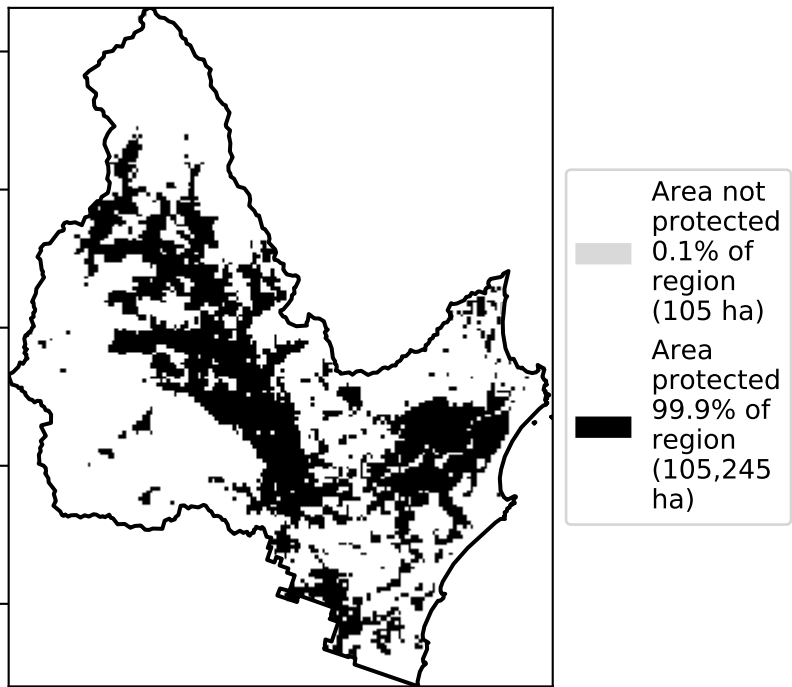 Area not
protected
0.1% of
region
(105 ha)
Area
protected
99.9% of
region
(105,245
ha)